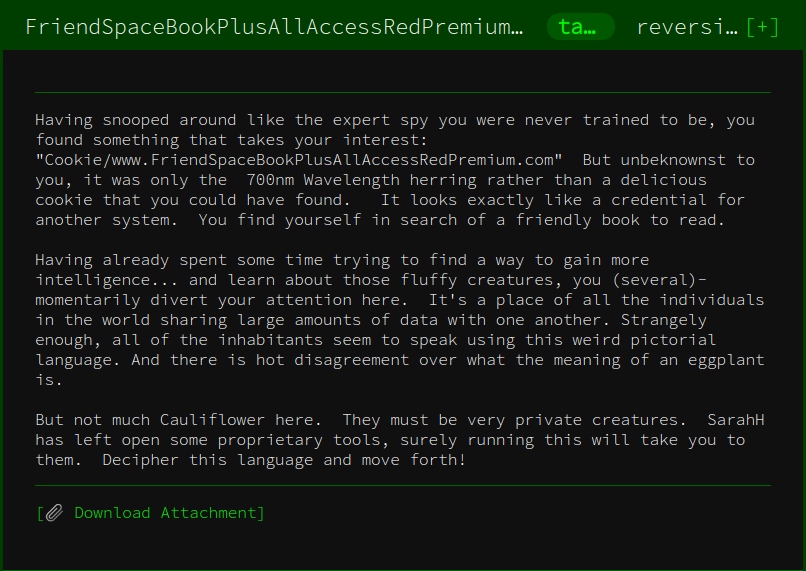 FriendSpaceBookPlusAllAccessRedPremium… ta… reversi… [+]
Having snooped around like the expert spy you were never trained to be, you
found something that takes your interest:
"Cookie/www.FriendSpaceBookPlusAllAccessRedPremium.com"  But unbeknownst to
you, it was only the  700nm Wavelength herring rather than a delicious
cookie that you could have found.   It looks exactly like a credential for
another system.  You find yourself in search of a friendly book to read.
Having already spent some time trying to find a way to gain more
intelligence... and learn about those fluffy creatures, you (several)-
momentarily divert your attention here.  It's a place of all the individuals
in the world sharing large amounts of data with one another. Strangely
enough, all of the inhabitants seem to speak using this weird pictorial
language. And there is hot disagreement over what the meaning of an eggplant
is.
But not much Cauliflower here.  They must be very private creatures.  SarahH
has left open some proprietary tools, surely running this will take you to
them.  Decipher this language and move forth!
[📎 Download Attachment]